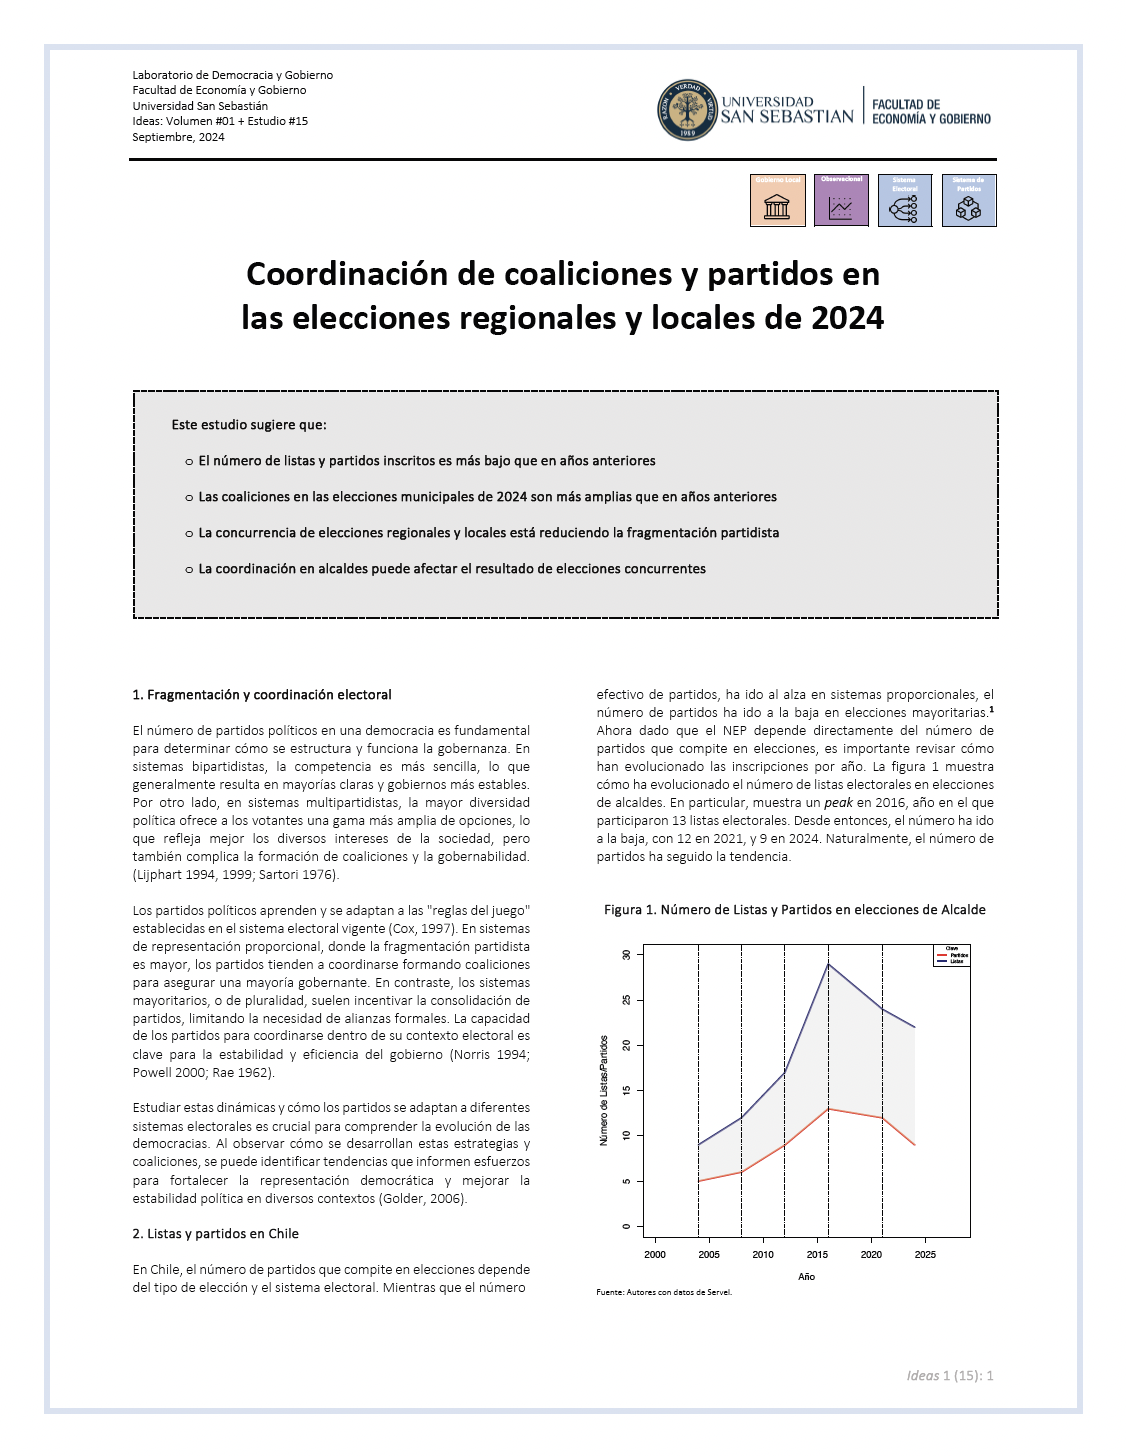 Laboratorio de Democracia y Gobierno
Facultad de Economía y Gobierno
Universidad San Sebastián
Ideas: Volumen #01 + Estudio #15
Septiembre, 2024
RAZÓN · VERDAD · VIRTUD
1989
UNIVERSIDAD
SAN SEBASTIAN
FACULTAD DE
ECONOMÍA Y GOBIERNO
Gobierno Local
Observacional
Sistema
Electoral
Sistema de
Partidos
Coordinación de coaliciones y partidos en
las elecciones regionales y locales de 2024
Este estudio sugiere que:
o El número de listas y partidos inscritos es más bajo que en años anteriores
o Las coaliciones en las elecciones municipales de 2024 son más amplias que en años anteriores
o La concurrencia de elecciones regionales y locales está reduciendo la fragmentación partidista
o La coordinación en alcaldes puede afectar el resultado de elecciones concurrentes
1. Fragmentación y coordinación electoral
El número de partidos políticos en una democracia es fundamental
para determinar cómo se estructura y funciona la gobernanza. En
sistemas bipartidistas, la competencia es más sencilla, lo que
generalmente resulta en mayorías claras y gobiernos más estables.
Por otro lado, en sistemas multipartidistas, la mayor diversidad
política ofrece a los votantes una gama más amplia de opciones, lo
que refleja mejor los diversos intereses de la sociedad, pero
también complica la formación de coaliciones y la gobernabilidad.
(Lijphart 1994, 1999; Sartori 1976).
Los partidos políticos aprenden y se adaptan a las "reglas del juego"
establecidas en el sistema electoral vigente (Cox, 1997). En sistemas
de representación proporcional, donde la fragmentación partidista
es mayor, los partidos tienden a coordinarse formando coaliciones
para asegurar una mayoría gobernante. En contraste, los sistemas
mayoritarios, o de pluralidad, suelen incentivar la consolidación de
partidos, limitando la necesidad de alianzas formales. La capacidad
de los partidos para coordinarse dentro de su contexto electoral es
clave para la estabilidad y eficiencia del gobierno (Norris 1994;
Powell 2000; Rae 1962).
Estudiar estas dinámicas y cómo los partidos se adaptan a diferentes
sistemas electorales es crucial para comprender la evolución de las
democracias. Al observar cómo se desarrollan estas estrategias y
coaliciones, se puede identificar tendencias que informen esfuerzos
para fortalecer la representación democrática y mejorar la
estabilidad política en diversos contextos (Golder, 2006).
2. Listas y partidos en Chile
En Chile, el número de partidos que compite en elecciones depende
del tipo de elección y el sistema electoral. Mientras que el número
efectivo de partidos, ha ido al alza en sistemas proporcionales, el
número de partidos ha ido a la baja en elecciones mayoritarias.¹
Ahora dado que el NEP depende directamente del número de
partidos que compite en elecciones, es importante revisar cómo
han evolucionado las inscripciones por año. La figura 1 muestra
cómo ha evolucionado el número de listas electorales en elecciones
de alcaldes. En particular, muestra un peak en 2016, año en el que
participaron 13 listas electorales. Desde entonces, el número ha ido
a la baja, con 12 en 2021, y 9 en 2024. Naturalmente, el número de
partidos ha seguido la tendencia.
Figura 1. Número de Listas y Partidos en elecciones de Alcalde
Clave
Partidos
Listas
Número de Listas/Partidos
30
25
20
15
10
5
0
2000 2005 2010 2015 2020 2025
Año
Fuente: Autores con datos de Servel.
Ideas 1 (15): 1